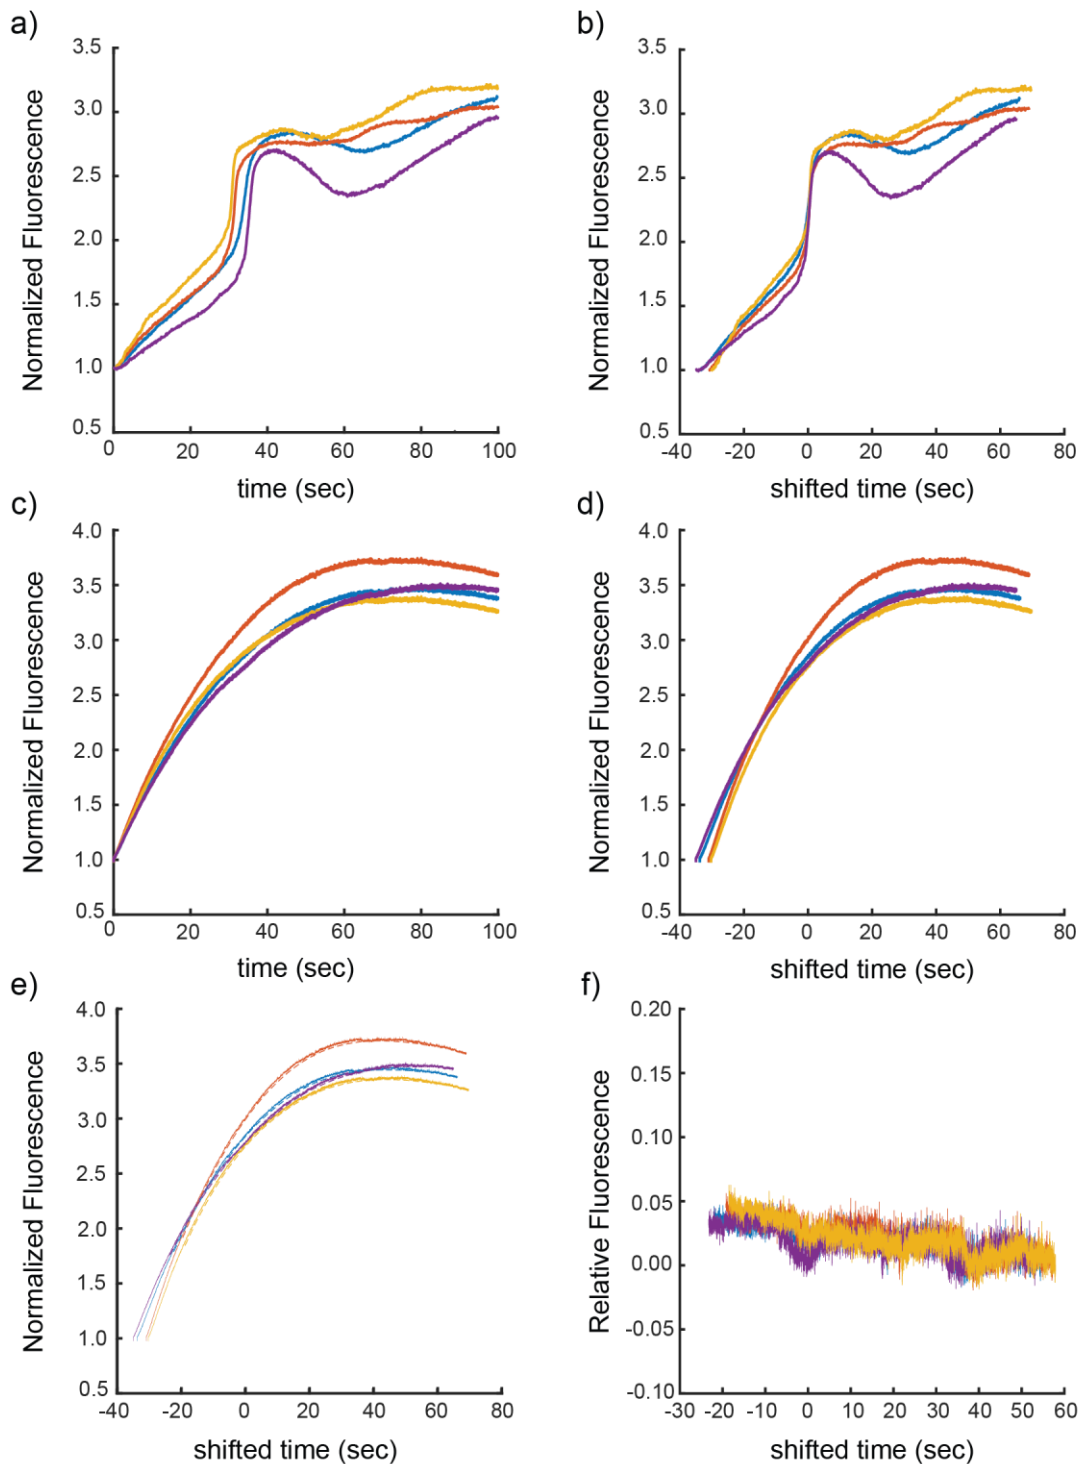 a)
Normalized Fluorescence
3.5
3.0
2.5
2.0
1.5
1.0
0.5
0 20 40 60 80 100
time (sec)
b)
Normalized Fluorescence
3.5
3.0
2.5
2.0
1.5
1.0
0.5
-40 -20 0 20 40 60 80
shifted time (sec)
c)
Normalized Fluorescence
4.0
3.5
3.0
2.5
2.0
1.5
1.0
0.5
0 20 40 60 80 100
time (sec)
d)
Normalized Fluorescence
4.0
3.5
3.0
2.5
2.0
1.5
1.0
0.5
-40 -20 0 20 40 60 80
shifted time (sec)
e)
Normalized Fluorescence
4.0
3.5
3.0
2.5
2.0
1.5
1.0
0.5
-40 -20 0 20 40 60 80
shifted time (sec)
f)
Relative Fluorescence
0.20
0.15
0.10
0.05
0.00
-0.05
-0.10
-30 -20 -10 0 10 20 30 40 50 60
shifted time (sec)